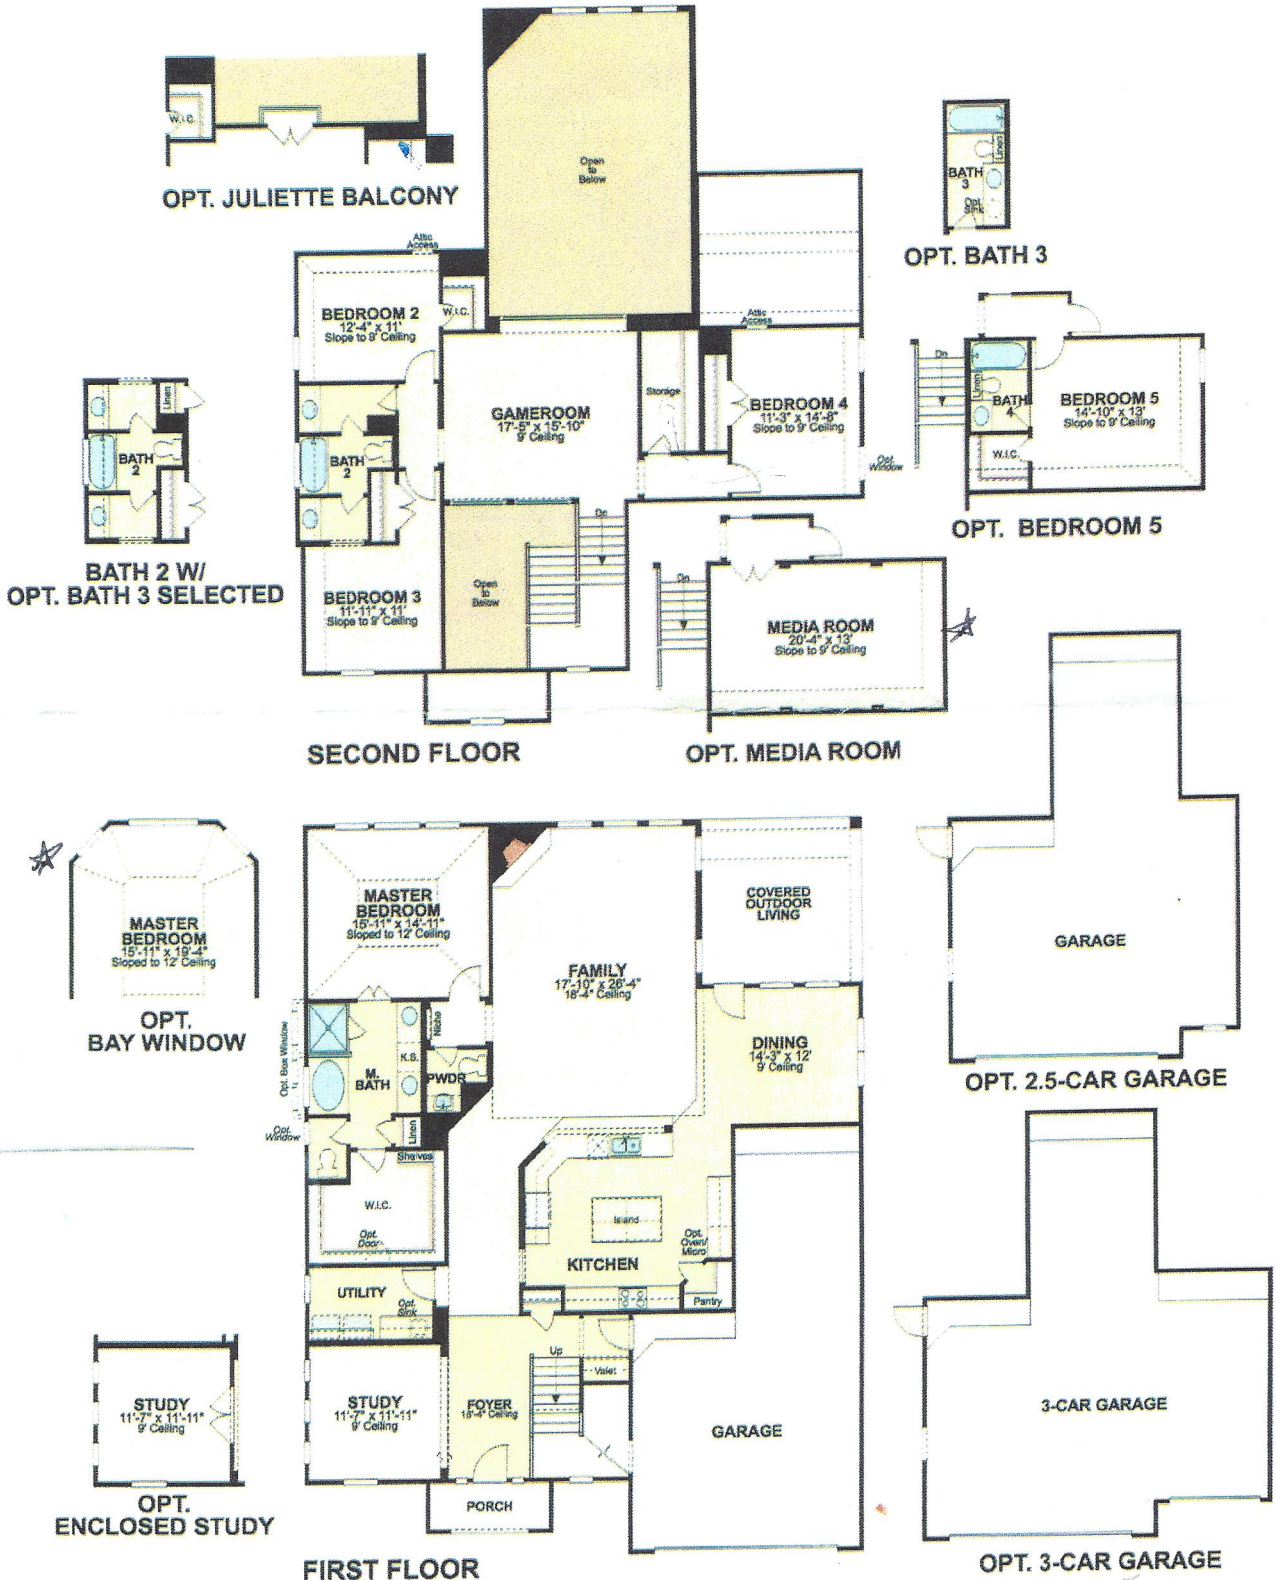 W.I.C.
OPT. JULIETTE BALCONY
Open
to
Below
BATH
3
Linen
Opt.
Sink
OPT. BATH 3
Attic
Access
BEDROOM 2
12'-4" x 11'
Slope to 9' Ceiling
W.I.C.
Attic
Access
Storage
BEDROOM 4
11'-3" x 14'-8"
Slope to 9' Ceiling
Opt.
Window
GAMEROOM
17'-5" x 15'-10"
9' Ceiling
BATH
2
Linen
BATH
2
BATH 2 W/
OPT. BATH 3 SELECTED
Dn
Linen
BATH
4
W.I.C.
BEDROOM 5
14'-10" x 13'
Slope to 9' Ceiling
OPT. BEDROOM 5
BEDROOM 3
11'-11" x 11'
Slope to 9' Ceiling
Open
to
Below
Dn
Dn
MEDIA ROOM
20'-4" x 13'
Slope to 9' Ceiling
SECOND FLOOR
OPT. MEDIA ROOM
MASTER
BEDROOM
15'-11" x 19'-4"
Sloped to 12' Ceiling
OPT.
BAY WINDOW
MASTER
BEDROOM
15'-11" x 14'-11"
Sloped to 12' Ceiling
FAMILY
17'-10" x 26'-4"
18'-4" Ceiling
COVERED
OUTDOOR
LIVING
GARAGE
OPT. 2.5-CAR GARAGE
Opt. Box Window
Niche
K.S.
M.
BATH
PWDR
DINING
14'-3" x 12'
9' Ceiling
Opt.
Window
Linen
Shelves
W.I.C.
Opt.
Door
Island
Opt.
Oven/
Micro
KITCHEN
Pantry
UTILITY
Opt.
Sink
Up
Valet
STUDY
11'-7" x 11'-11"
9' Ceiling
FOYER
18'-4" Ceiling
GARAGE
PORCH
FIRST FLOOR
STUDY
11'-7" x 11'-11"
9' Ceiling
OPT.
ENCLOSED STUDY
3-CAR GARAGE
OPT. 3-CAR GARAGE